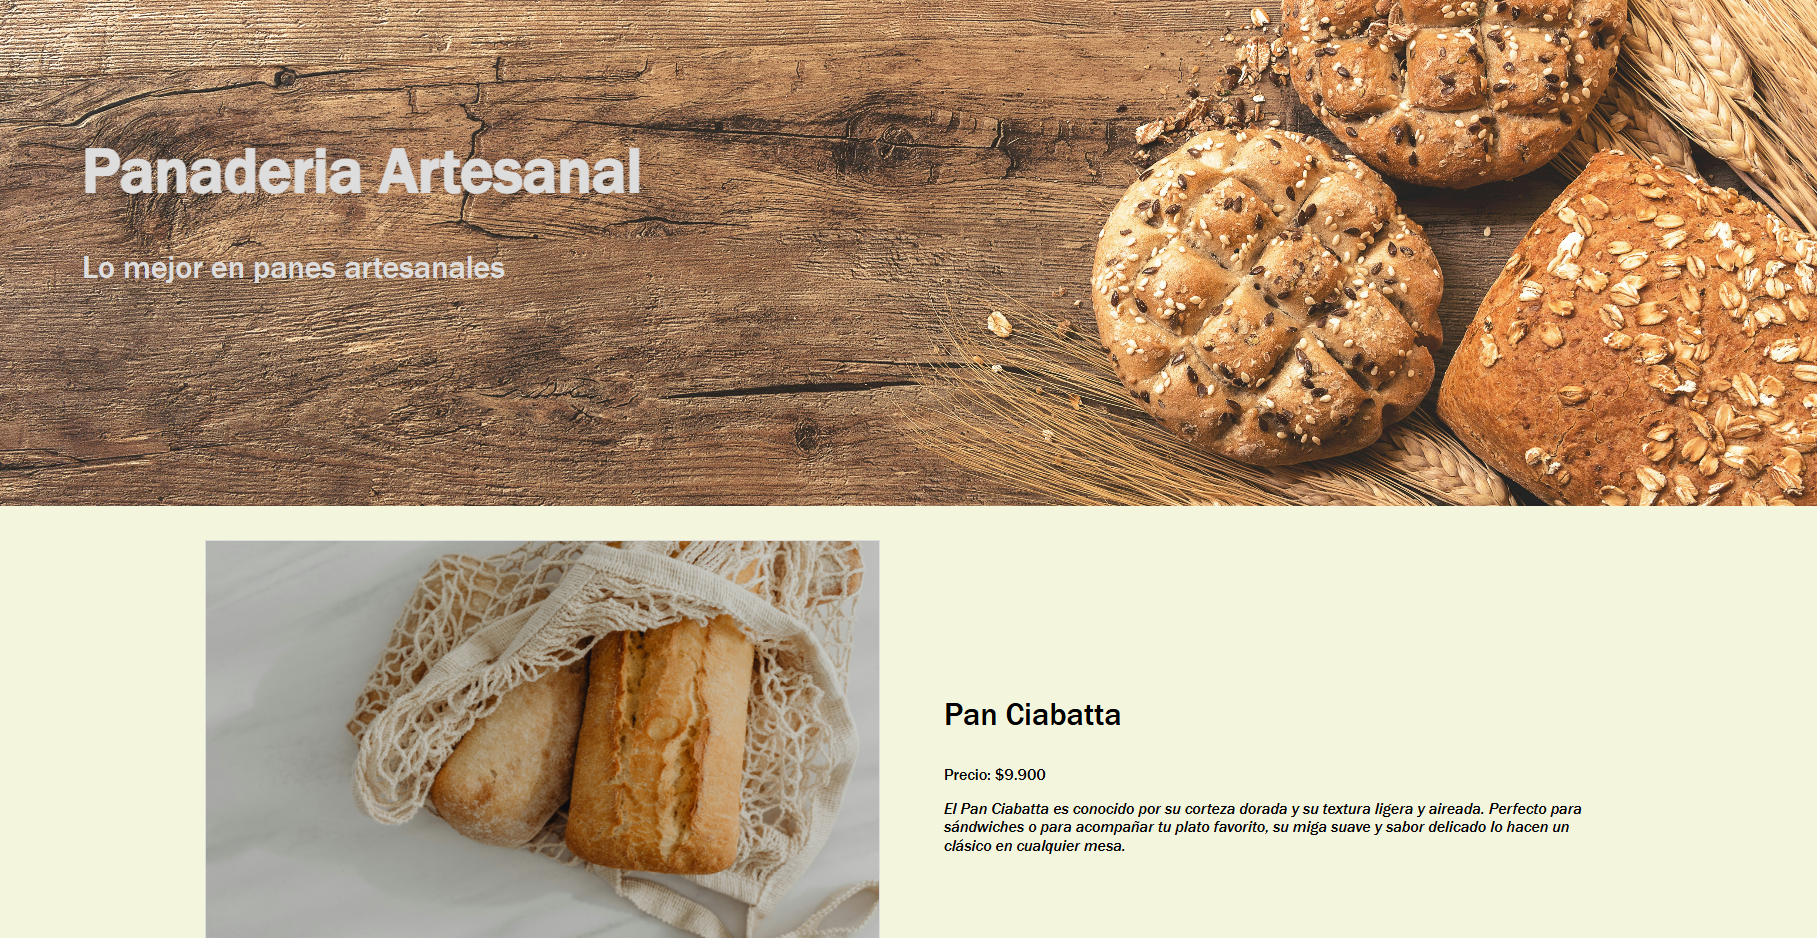 Panaderia Artesanal
Lo mejor en panes artesanales
Pan Ciabatta
Precio: $9.900
El Pan Ciabatta es conocido por su corteza dorada y su textura ligera y aireada. Perfecto para
sándwiches o para acompañar tu plato favorito, su miga suave y sabor delicado lo hacen un
clásico en cualquier mesa.